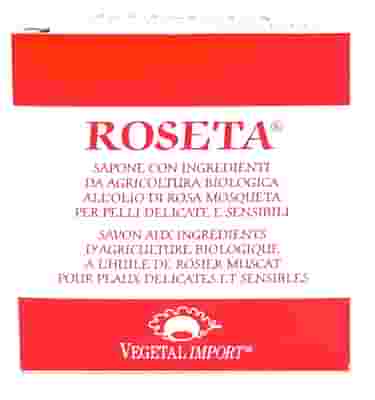 ROSETA®
SAPONE CON INGREDIENTI
DA AGRICOLTURA BIOLOGICA
ALL'OLIO DI ROSA MOSQUETA
PER PELLI DELICATE E SENSIBILI
SAVON AUX INGRÉDIENTS
D'AGRICULTURE BIOLOGIQUE
A L'HUILE DE ROSIER MUSCAT
POUR PEAUX DELICATES ET SENSIBLES
VEGETAL IMPORT